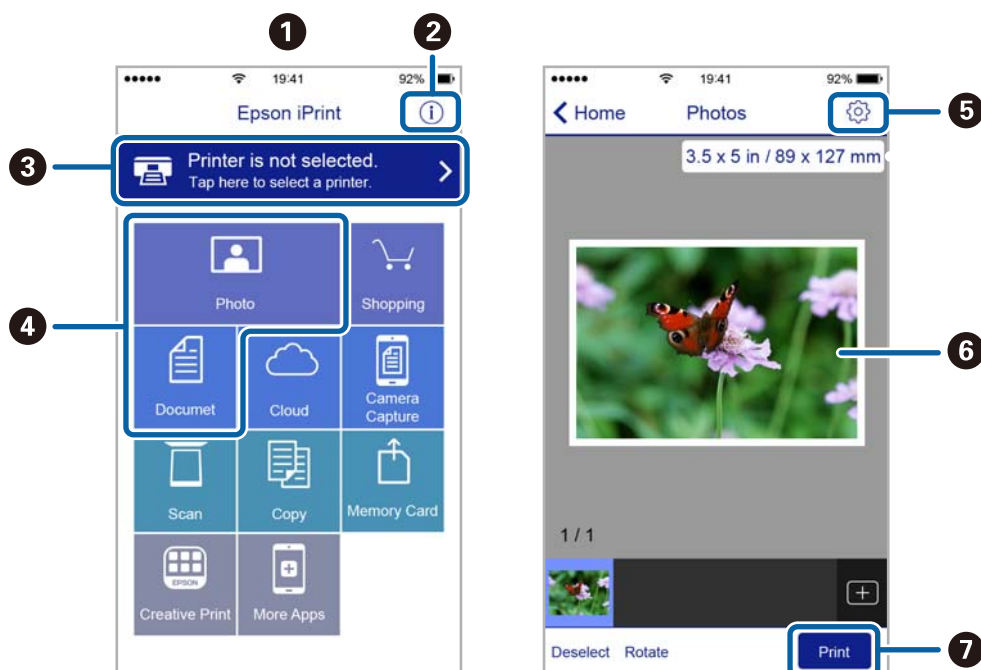 1
2
19:41
92%
Epson iPrint
i
3
Printer is not selected.
Tap here to select a printer.
4
Photo
Shopping
Documet
Cloud
Camera
Capture
Scan
Copy
Memory Card
EPSON
Creative Print
More Apps
19:41
92%
Home
Photos
5
3.5 x 5 in / 89 x 127 mm
6
1 / 1
Deselect
Rotate
Print
7